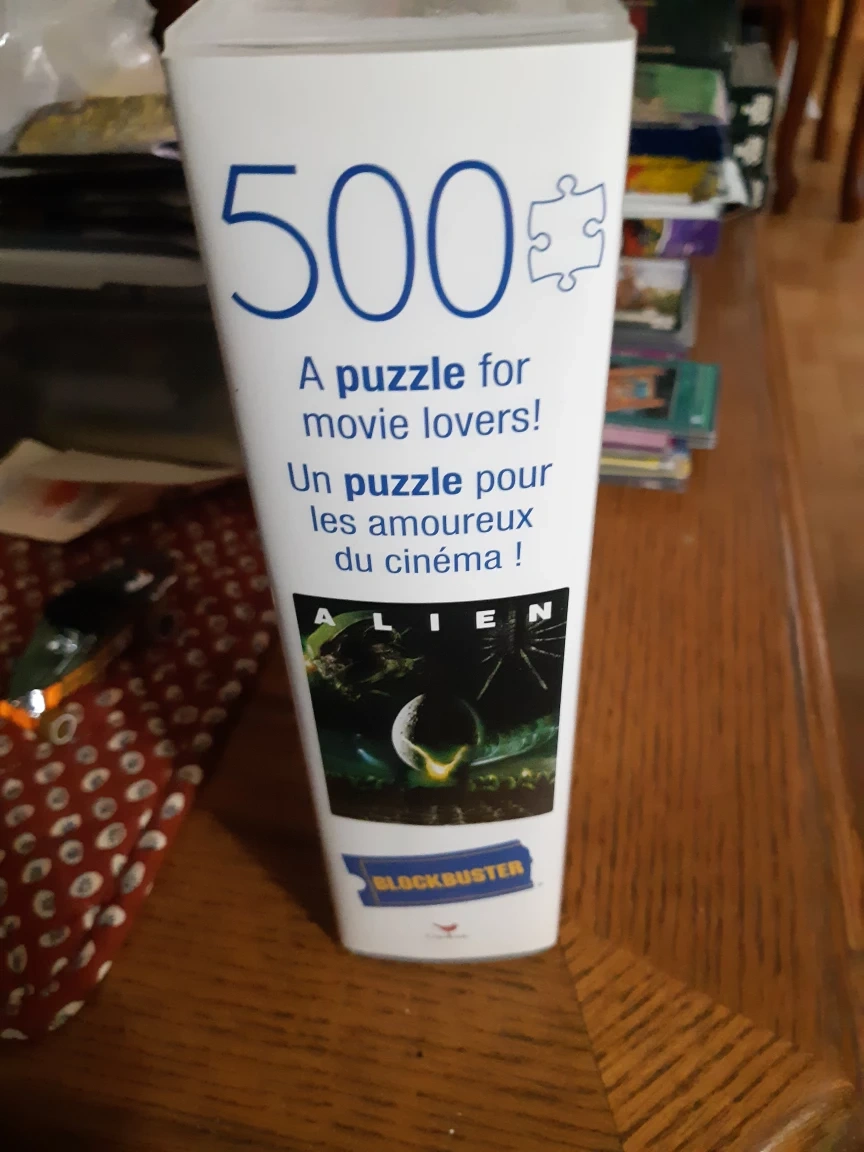 500
A puzzle for
movie lovers!
Un puzzle pour
les amoureux
du cinéma !
ALIEN
BLOCKBUSTER